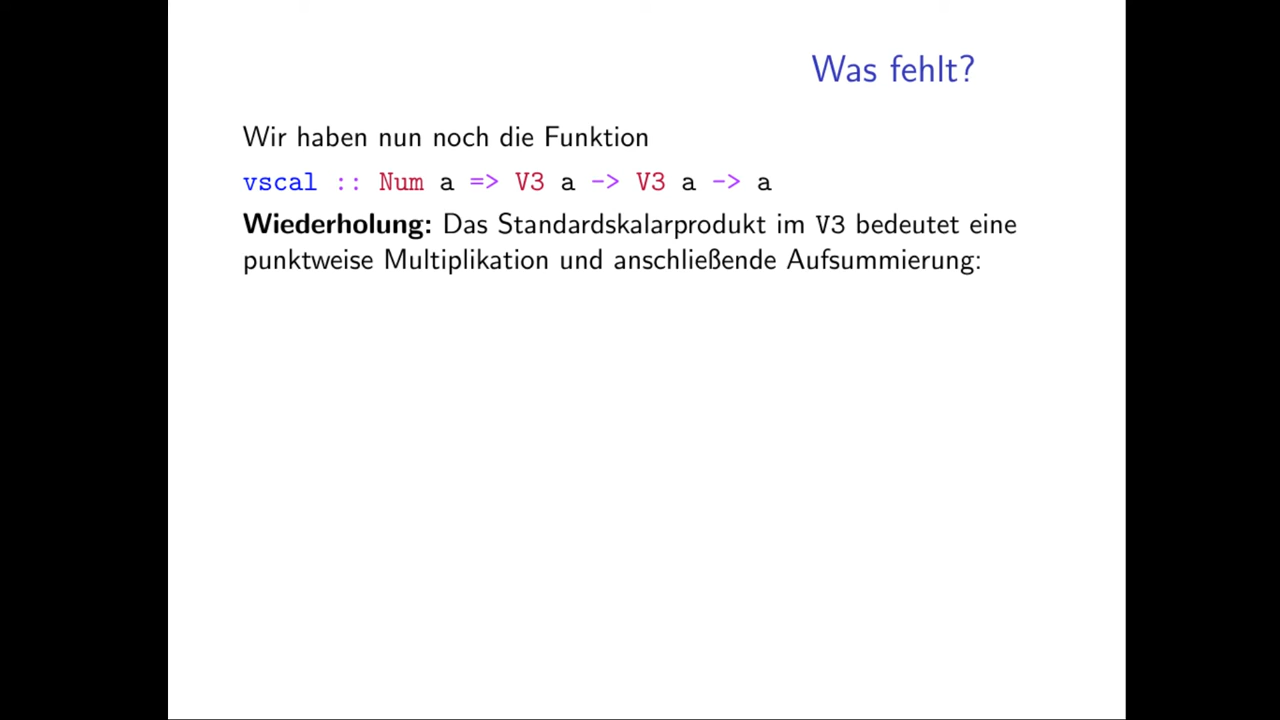 Was fehlt?
Wir haben nun noch die Funktion
vscal :: Num a => V3 a -> V3 a -> a
Wiederholung: Das Standardskalarprodukt im V3 bedeutet eine
punktweise Multiplikation und anschließende Aufsummierung: